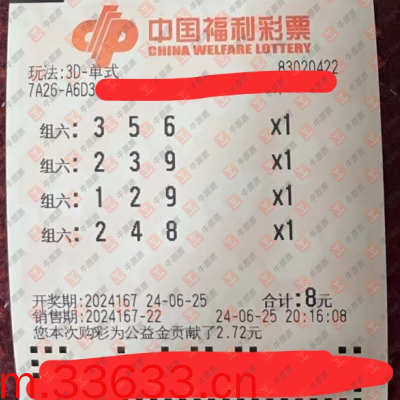 中国福利彩票
CHINA WELFARE LOTTERY
玩法:3D-单式 83020422
7A26-A6D3
组六: 3 5 6 x1
组六: 2 3 9 x1
组六: 1 2 9 x1
组六: 2 4 8 x1
开奖期:2024167 24-06-25 合计:8元
销售期:2024167-22 24-06-25 20:16:08
您本次购彩为公益金贡献了2.72元
m.33633.cn